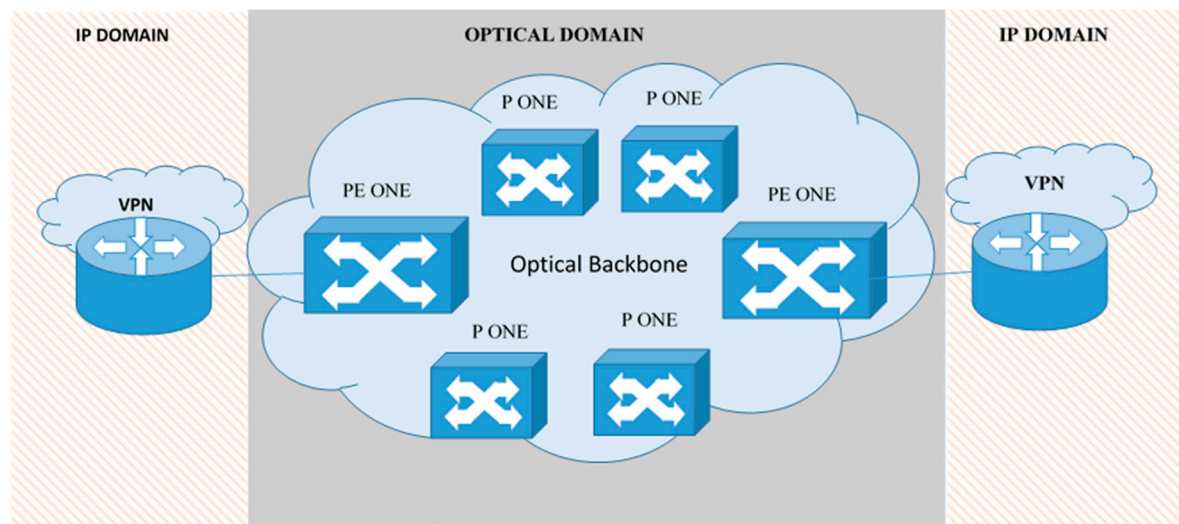 IP DOMAIN
OPTICAL DOMAIN
IP DOMAIN
P ONE
P ONE
PE ONE
PE ONE
VPN
VPN
Optical Backbone
P ONE
P ONE